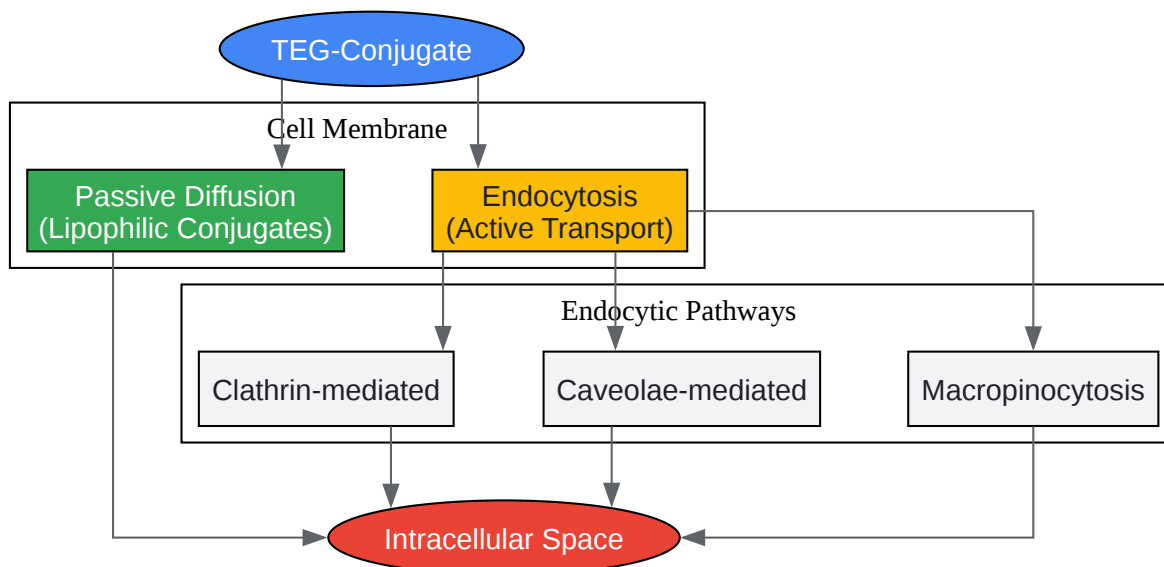 TEG-Conjugate
Cell Membrane
Passive Diffusion
(Lipophilic Conjugates)
Endocytosis
(Active Transport)
Endocytic Pathways
Clathrin-mediated
Caveolae-mediated
Macropinocytosis
Intracellular Space